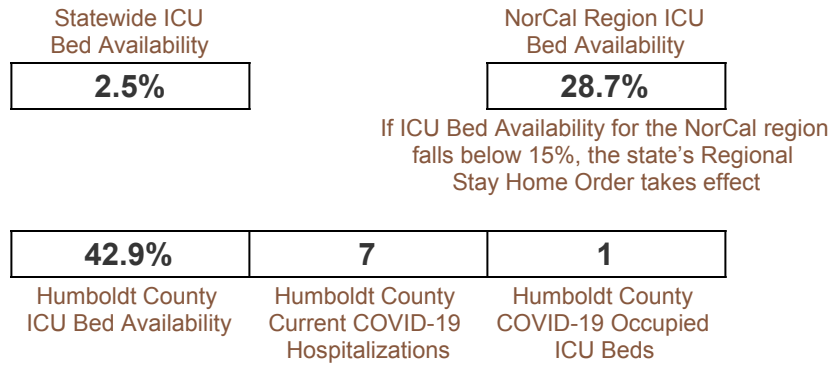 Statewide ICU
Bed Availability
2.5%
NorCal Region ICU
Bed Availability
28.7%
If ICU Bed Availability for the NorCal region
falls below 15%, the state's Regional
Stay Home Order takes effect
42.9%
7
1
Humboldt County
ICU Bed Availability
Humboldt County
Current COVID-19
Hospitalizations
Humboldt County
COVID-19 Occupied
ICU Beds